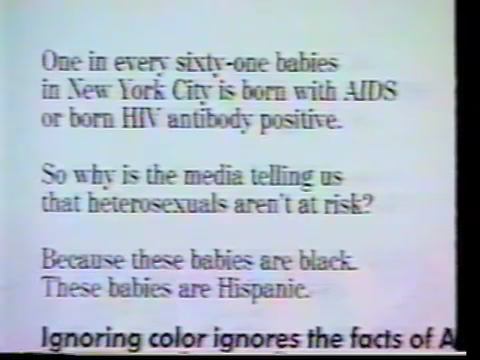 One in every sixty-one babies
in New York City is born with AIDS
or born HIV antibody positive.
So why is the media telling us
that heterosexuals aren't at risk?
Because these babies are black.
These babies are Hispanic.
Ignoring color ignores the facts of A